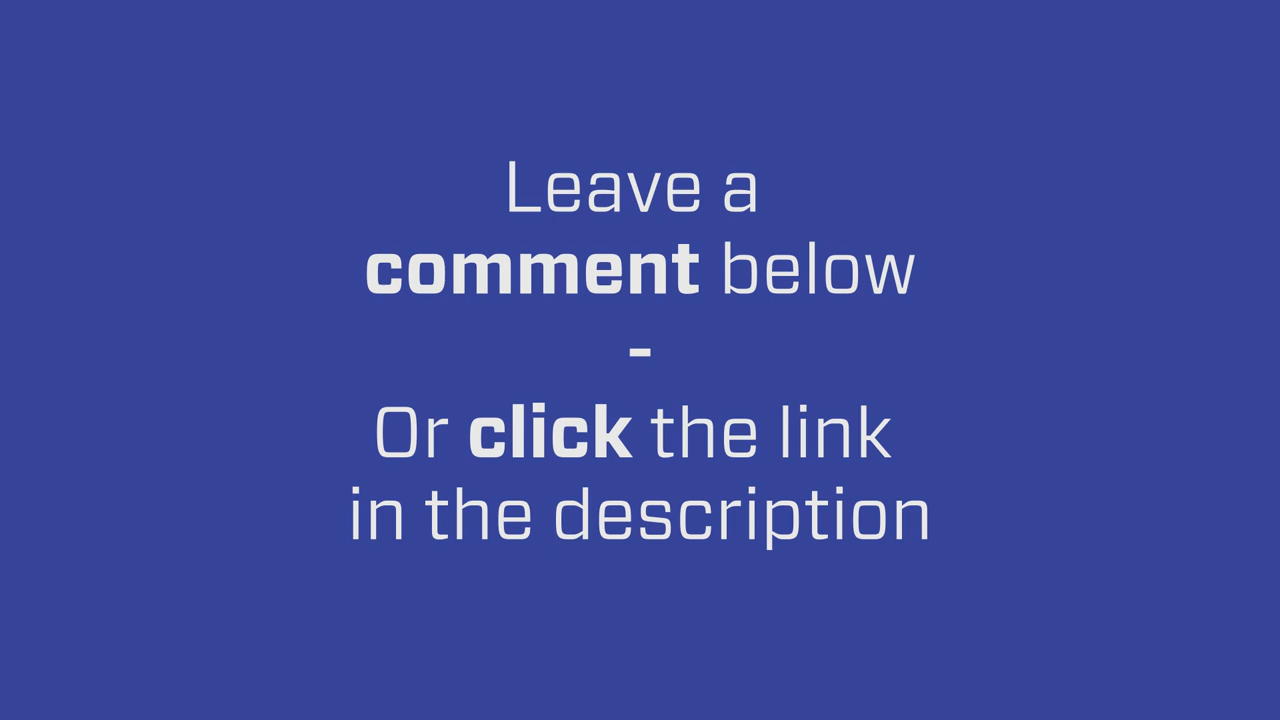 Leave a
comment below
-
Or click the link
in the description